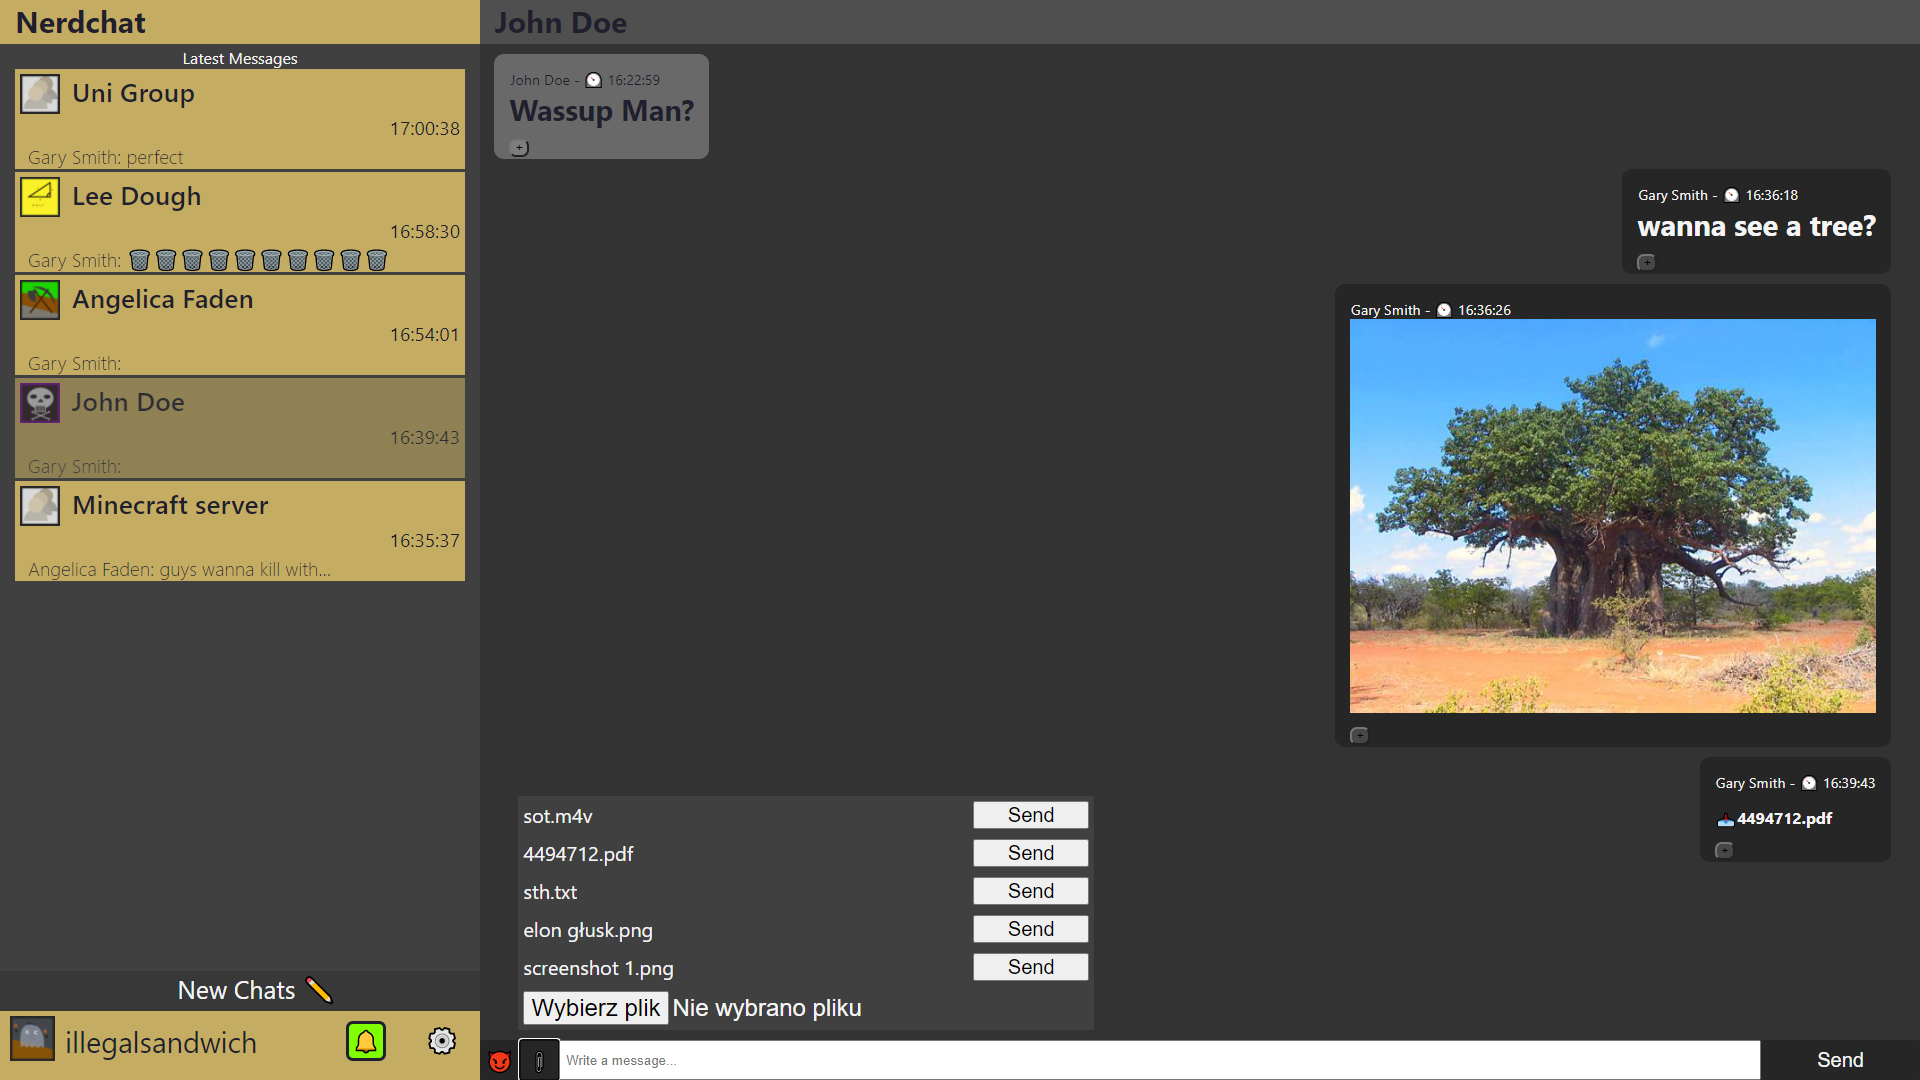 Nerdchat
Latest Messages
Uni Group
17:00:38
Gary Smith: perfect
Lee Dough
16:58:30
Gary Smith: 🗑🗑🗑🗑🗑🗑🗑🗑🗑🗑
Angelica Faden
16:54:01
Gary Smith:
John Doe
16:39:43
Gary Smith:
Minecraft server
16:35:37
Angelica Faden: guys wanna kill with...
New Chats
illegalsandwich
John Doe
John Doe - 16:22:59
Wassup Man?
+
Gary Smith - 16:36:18
wanna see a tree?
+
Gary Smith - 16:36:26
+
Gary Smith - 16:39:43
4494712.pdf
+
sot.m4v Send
4494712.pdf Send
sth.txt Send
elon głusk.png Send
screenshot 1.png Send
Wybierz plik Nie wybrano pliku
Write a message... Send